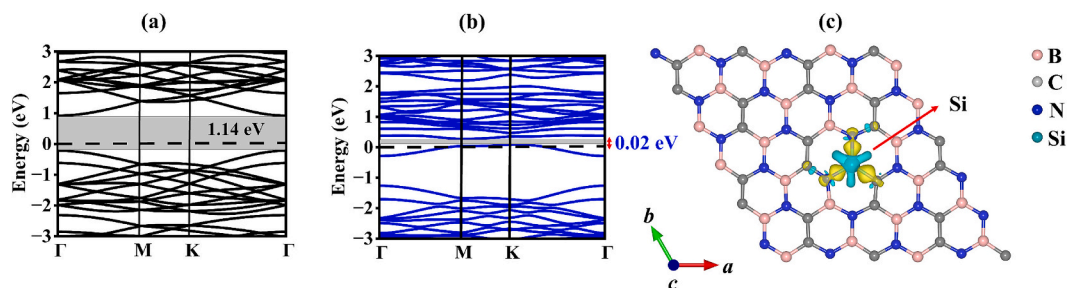 (a)
(b)
(c)
Energy (eV)
3
2
1
0
−1
−2
−3
1.14 eV
Γ
M
K
Γ
Energy (eV)
3
2
1
0
−1
−2
−3
0.02 eV
Γ
M
K
Γ
Si
B
C
N
Si
b
a
c